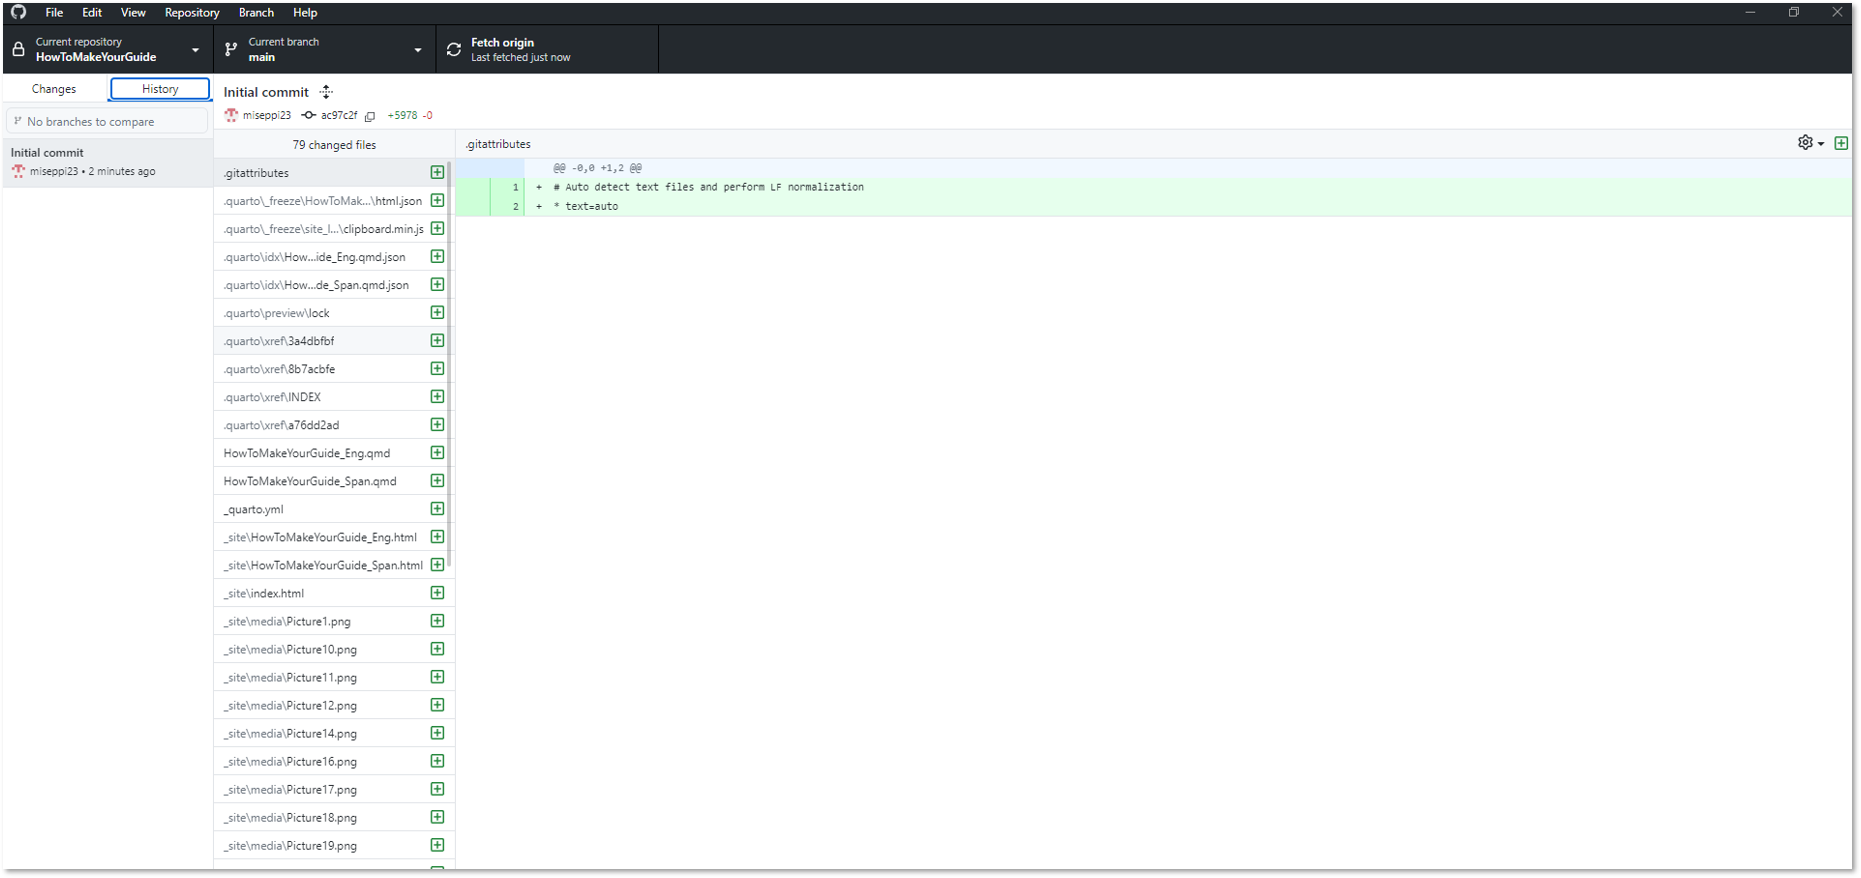 File Edit View Repository Branch Help
Current repository
HowToMakeYourGuide
Current branch
main
Fetch origin
Last fetched just now
Changes
History
No branches to compare
Initial commit
miseppi23 • 2 minutes ago
Initial commit
miseppi23 ac97c2f +5978 -0
79 changed files
.gitattributes
.quarto\_freeze\HowToMak...\html.json
.quarto\_freeze\site_l...\clipboard.min.js
.quarto\idx\How...ide_Eng.qmd.json
.quarto\idx\How...de_Span.qmd.json
.quarto\preview\lock
.quarto\xref\3a4dbfbf
.quarto\xref\8b7acbfe
.quarto\xref\INDEX
.quarto\xref\a76dd2ad
HowToMakeYourGuide_Eng.qmd
HowToMakeYourGuide_Span.qmd
_quarto.yml
_site\HowToMakeYourGuide_Eng.html
_site\HowToMakeYourGuide_Span.html
_site\index.html
_site\media\Picture1.png
_site\media\Picture10.png
_site\media\Picture11.png
_site\media\Picture12.png
_site\media\Picture14.png
_site\media\Picture16.png
_site\media\Picture17.png
_site\media\Picture18.png
_site\media\Picture19.png
.gitattributes
@@ -0,0 +1,2 @@
1 + # Auto detect text files and perform LF normalization
2 + * text=auto